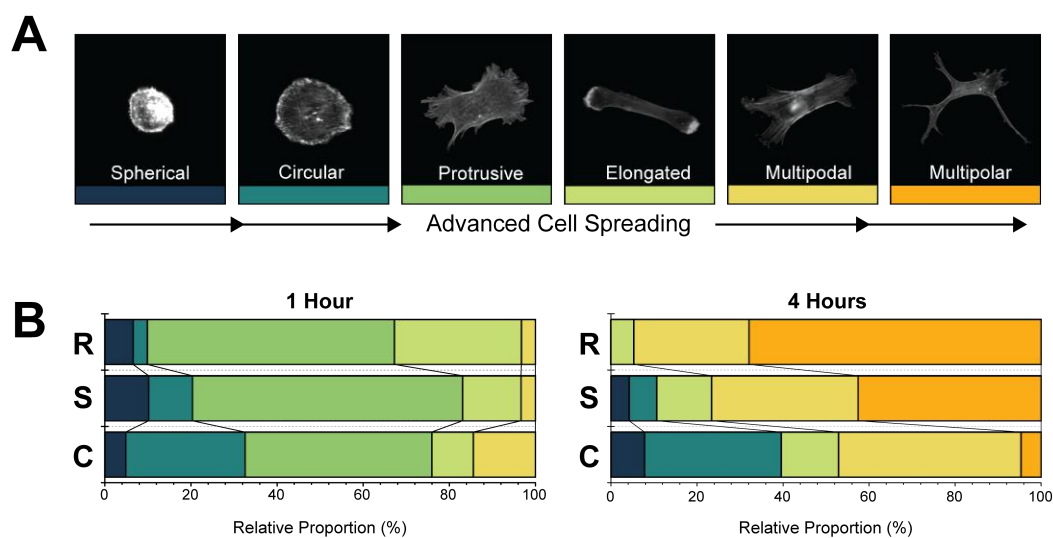 A
Spherical Circular Protrusive Elongated Multipodal Multipolar
Advanced Cell Spreading
B
1 Hour
R
S
C
0 20 40 60 80 100
Relative Proportion (%)
4 Hours
R
S
C
0 20 40 60 80 100
Relative Proportion (%)